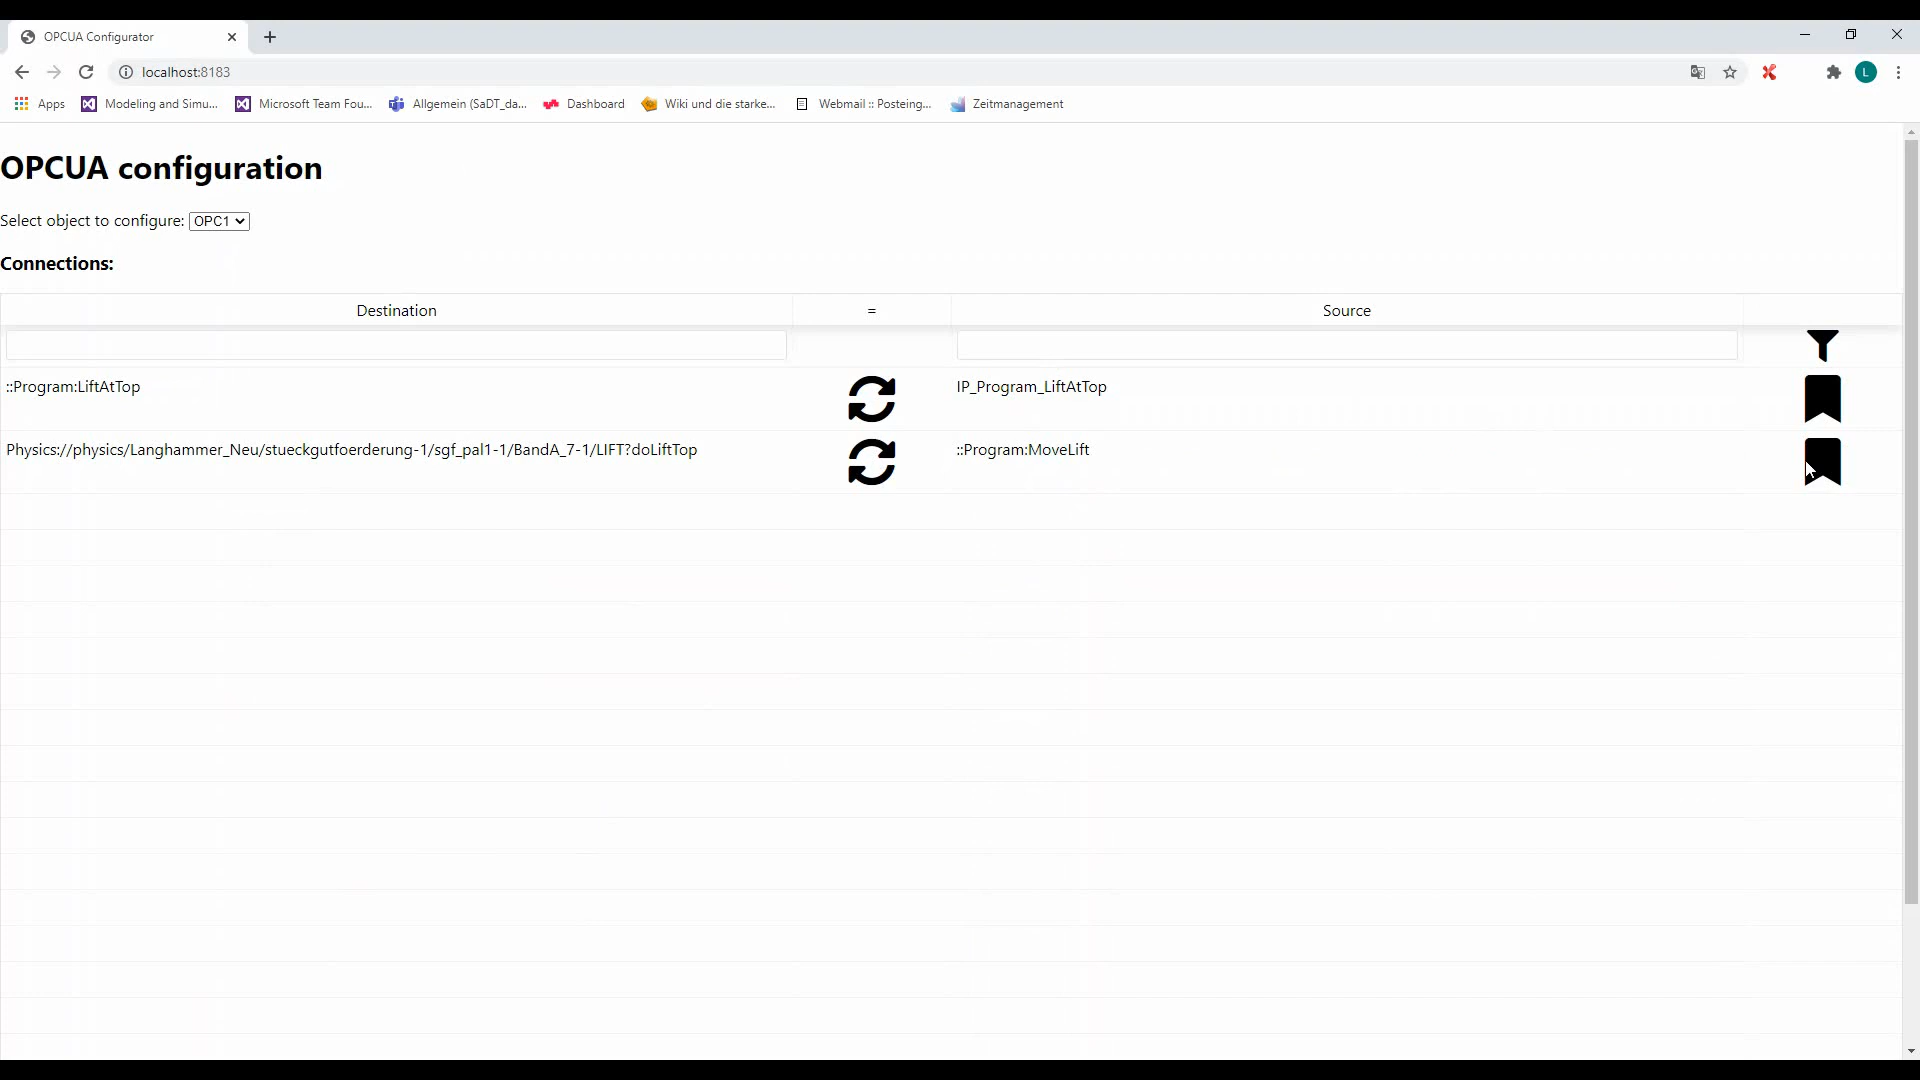 OPCUA Configurator
localhost:8183
L
Apps
Modeling and Simu...
Microsoft Team Fou...
Allgemein (SaDT_da...
Dashboard
Wiki und die starke...
Webmail :: Posteing...
Zeitmanagement
OPCUA configuration
Select object to configure: OPC1
Connections:
Destination = Source
::Program:LiftAtTop IP_Program_LiftAtTop
Physics://physics/Langhammer_Neu/stueckgutfoerderung-1/sgf_pal1-1/BandA_7-1/LIFT?doLiftTop ::Program:MoveLift